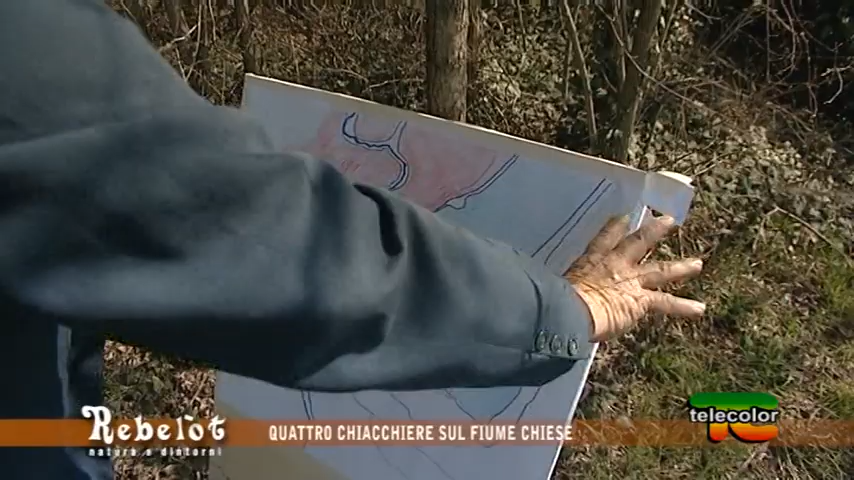 Rebelòt
natura e dintorni
QUATTRO CHIACCHIERE SUL FIUME CHIESE
telecolor